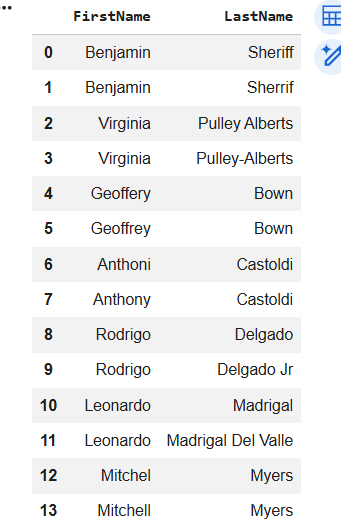 FirstName LastName
0 Benjamin Sheriff
1 Benjamin Sherrif
2 Virginia Pulley Alberts
3 Virginia Pulley-Alberts
4 Geoffery Bown
5 Geoffrey Bown
6 Anthoni Castoldi
7 Anthony Castoldi
8 Rodrigo Delgado
9 Rodrigo Delgado Jr
10 Leonardo Madrigal
11 Leonardo Madrigal Del Valle
12 Mitchel Myers
13 Mitchell Myers